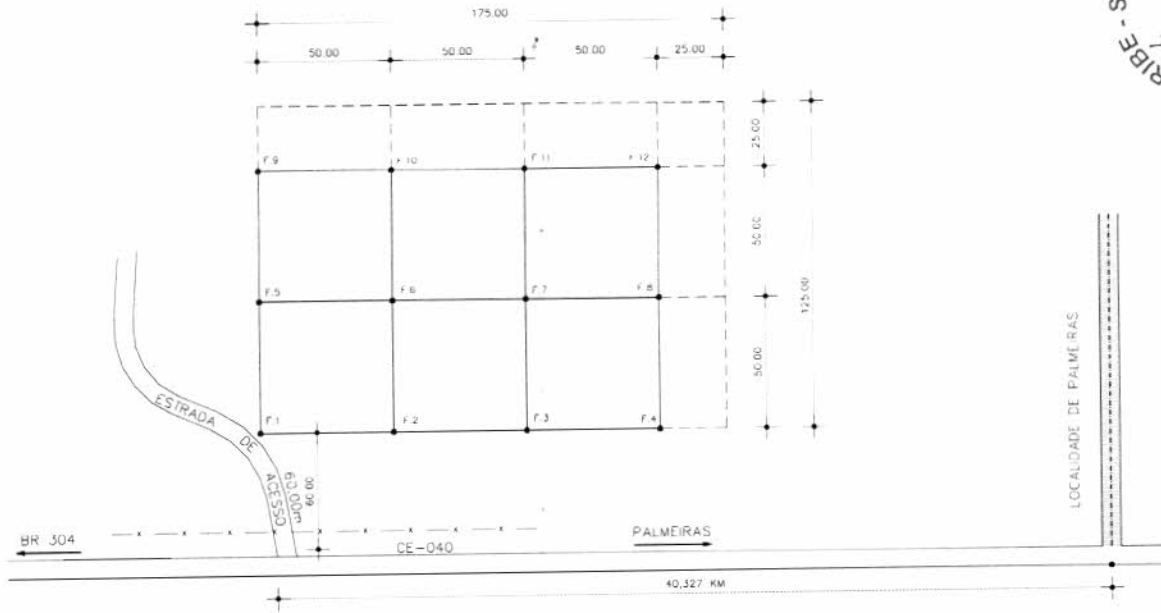 175.00
50.00 50.00 50.00 25.00
RIBE - S
25.00
F.9 F.10 F.11 F.12
50.00
125.00
F.5 F.6 F.7 F.8
50.00
LOCALIDADE DE PALMEIRAS
ESTRADA DE ACESSO
F.1 F.2 F.3 F.4
60.00m
60.00
BR 304
CE-040
PALMEIRAS
40,327 KM